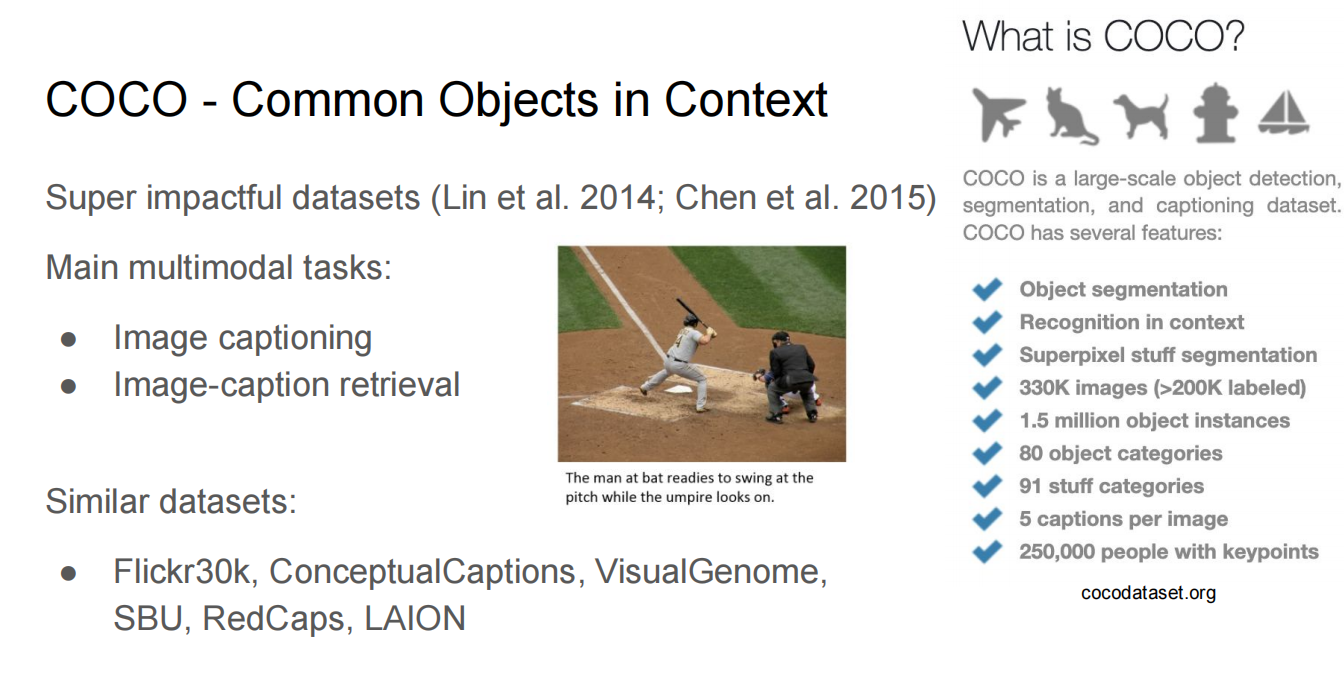 COCO - Common Objects in Context
Super impactful datasets (Lin et al. 2014; Chen et al. 2015)
Main multimodal tasks:
● Image captioning
● Image-caption retrieval
The man at bat readies to swing at the
pitch while the umpire looks on.
Similar datasets:
● Flickr30k, ConceptualCaptions, VisualGenome,
SBU, RedCaps, LAION
What is COCO?
COCO is a large-scale object detection,
segmentation, and captioning dataset.
COCO has several features:
Object segmentation
Recognition in context
Superpixel stuff segmentation
330K images (>200K labeled)
1.5 million object instances
80 object categories
91 stuff categories
5 captions per image
250,000 people with keypoints
cocodataset.org